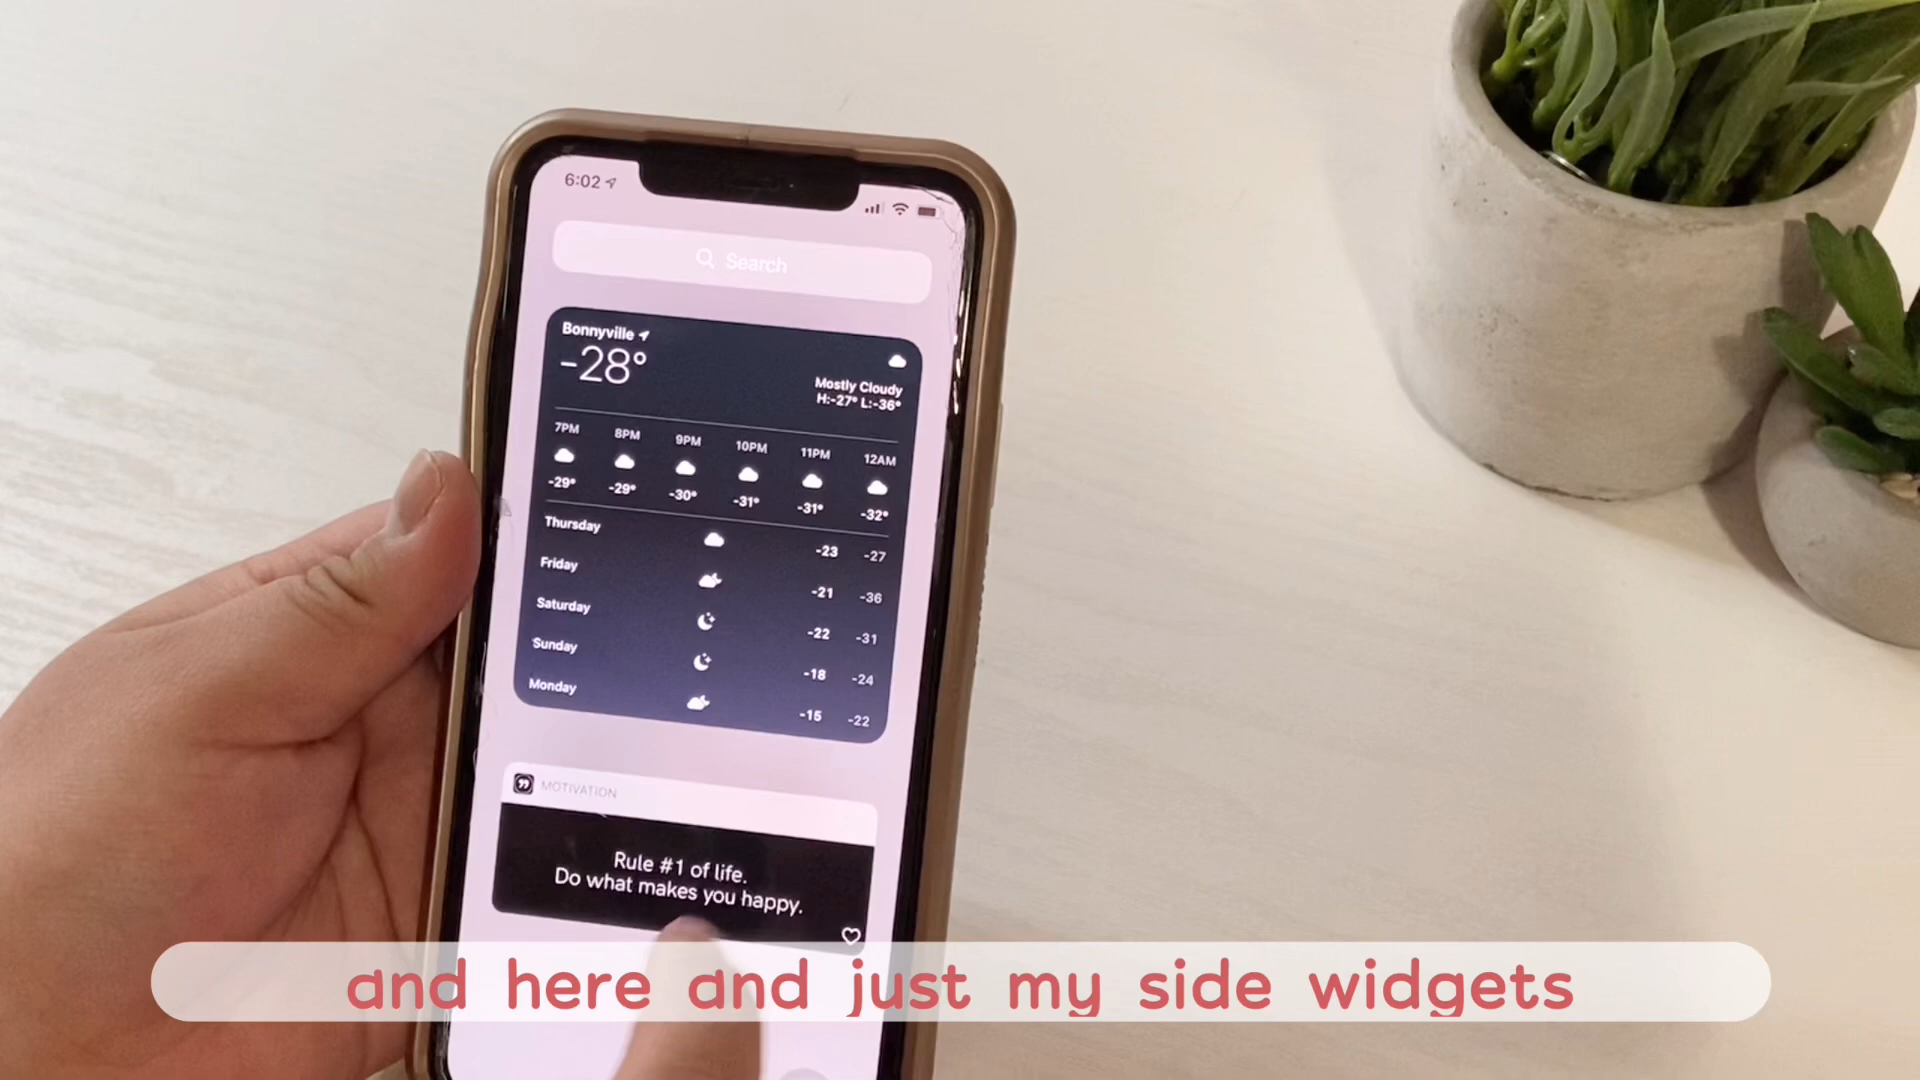 6:02
Search
Bonnyville
-28°
Mostly Cloudy
H:-27° L:-36°
7PM 8PM 9PM 10PM 11PM 12AM
-29° -29° -30° -31° -31° -32°
Thursday -23 -27
Friday -21 -36
Saturday -22 -31
Sunday -18 -24
Monday -15 -22
MOTIVATION
Rule #1 of life.
Do what makes you happy.
and here and just my side widgets